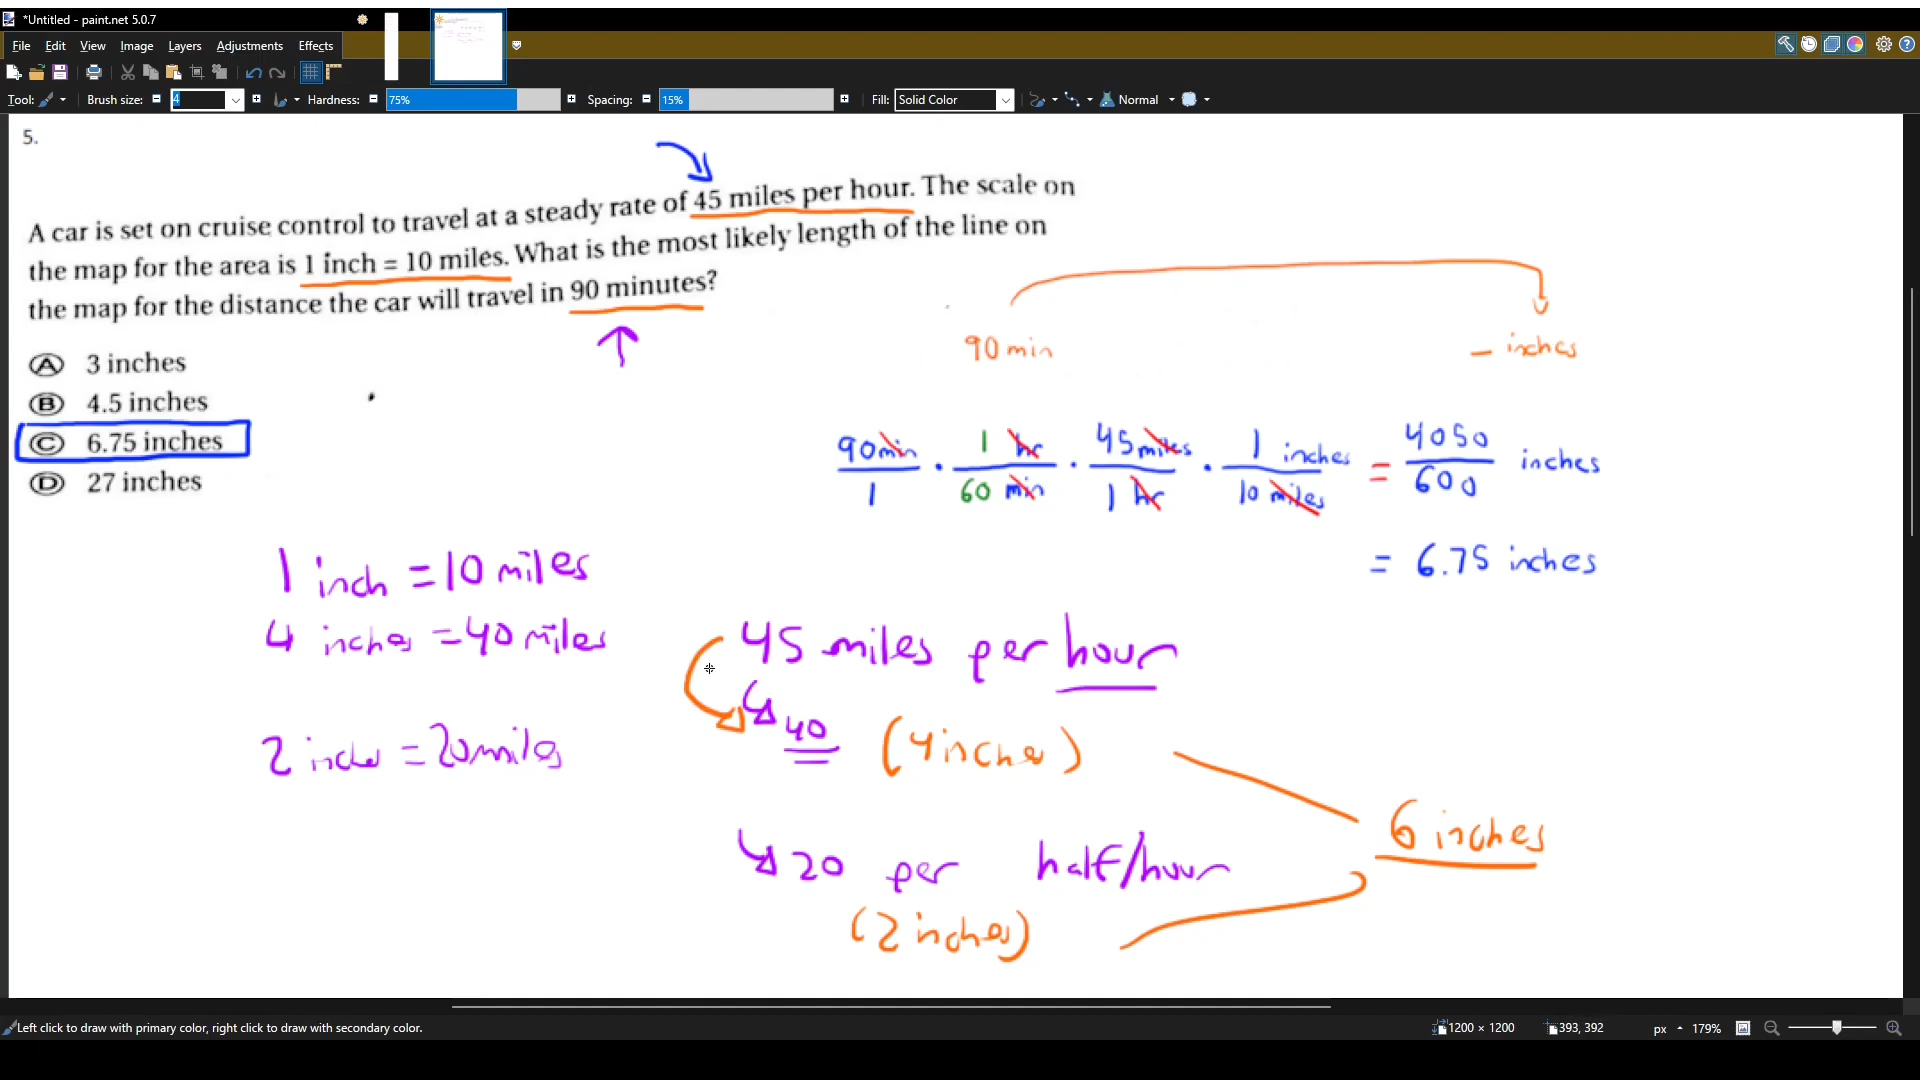 *Untitled - paint.net 5.0.7
File Edit View Image Layers Adjustments Effects
Tool: Brush size: 4 Hardness: 75% Spacing: 15% Fill: Solid Color Normal
5.
A car is set on cruise control to travel at a steady rate of 45 miles per hour. The scale on
the map for the area is 1 inch = 10 miles. What is the most likely length of the line on
the map for the distance the car will travel in 90 minutes?
A 3 inches
B 4.5 inches
C 6.75 inches
D 27 inches
90 min — inches
90 min / 1 · 1 hr / 60 min · 45 miles / 1 hr · 1 inches / 10 miles = 4050 / 600 inches
= 6.75 inches
1 inch = 10 miles
4 inches = 40 miles
2 inches = 20 miles
45 miles per hour
40 (4 inches)
20 per half/hour
(2 inches)
6 inches
Left click to draw with primary color, right click to draw with secondary color. 1200 × 1200 393, 392 px 179%